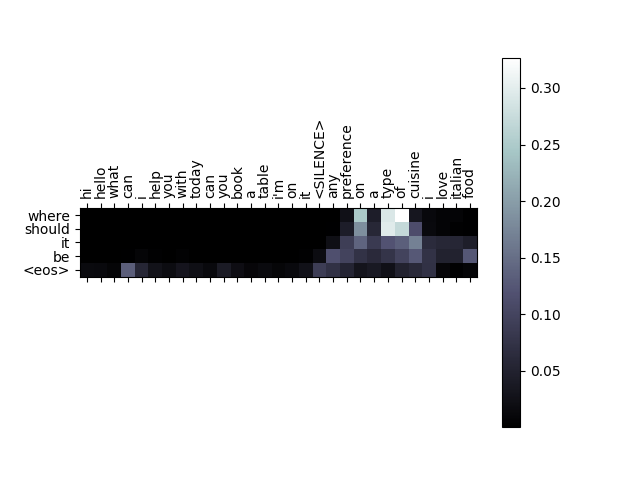 hi hello what can i help you with today can you book a table i'm on it <SILENCE> any preference on a type of cuisine i love italian food
where
should
it
be
<eos>
0.30
0.25
0.20
0.15
0.10
0.05